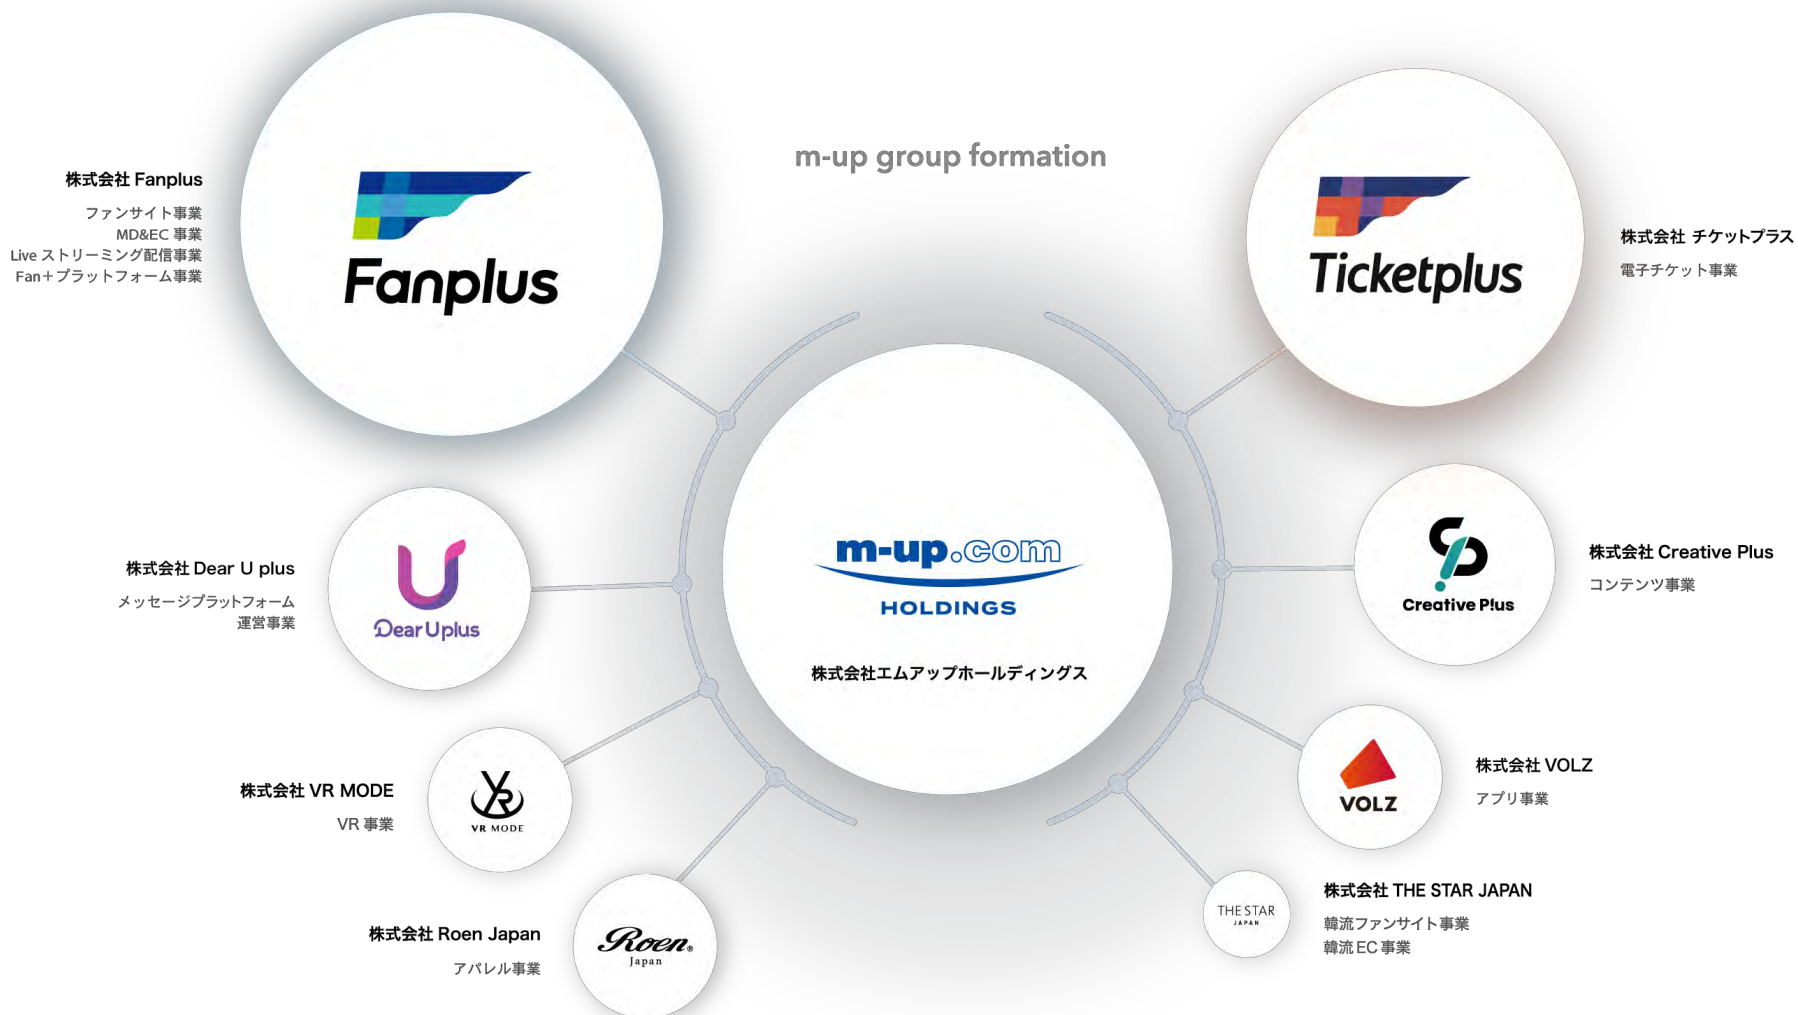 m-up group formation
株式会社 Fanplus
ファンサイト事業
MD&EC 事業
Live ストリーミング配信事業
Fan＋プラットフォーム事業
Fanplus
Ticketplus
株式会社 チケットプラス
電子チケット事業
株式会社 Dear U plus
メッセージプラットフォーム
運営事業
Dear U plus
m-up.com
HOLDINGS
株式会社エムアップホールディングス
Creative Plus
株式会社 Creative Plus
コンテンツ事業
株式会社 VR MODE
VR 事業
VR MODE
VOLZ
株式会社 VOLZ
アプリ事業
株式会社 Roen Japan
アパレル事業
Roen®
Japan
THE STAR
JAPAN
株式会社 THE STAR JAPAN
韓流ファンサイト事業
韓流 EC 事業